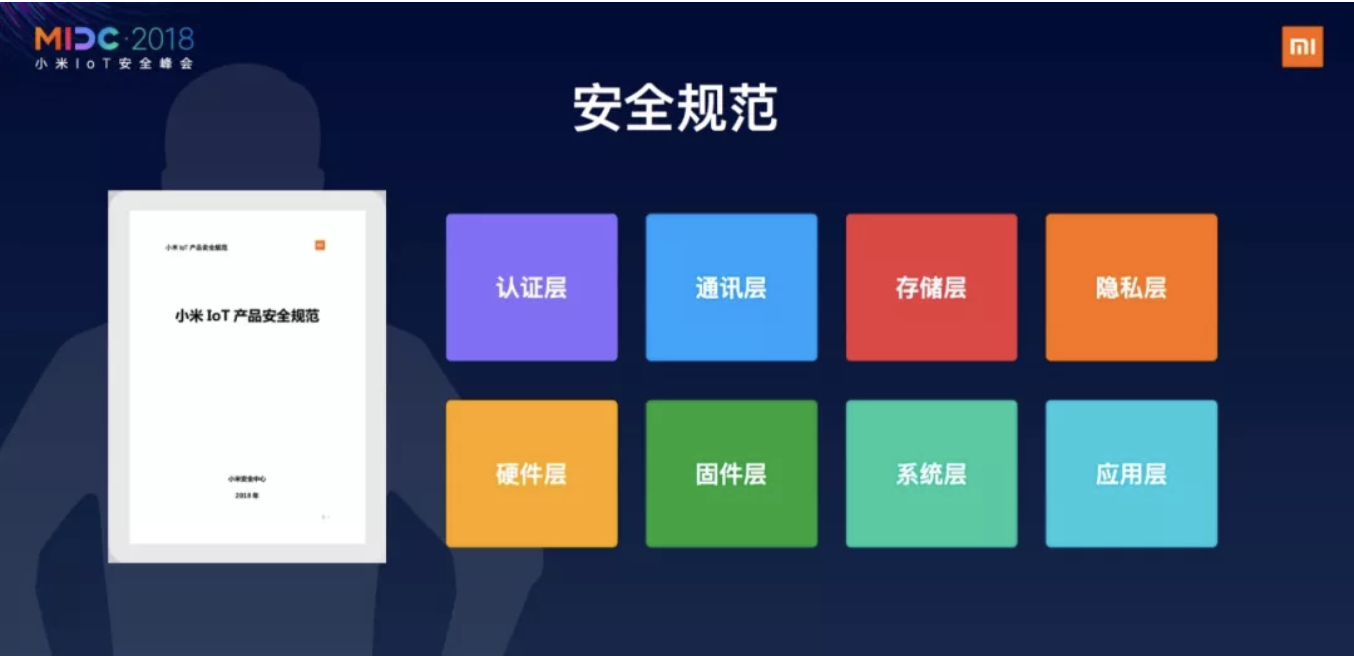 MIDC·2018
小米IoT安全峰会
安全规范
小米 IoT 产品安全规范
小米 IoT 产品安全规范
小米安全中心
2018 年
认证层
通讯层
存储层
隐私层
硬件层
固件层
系统层
应用层